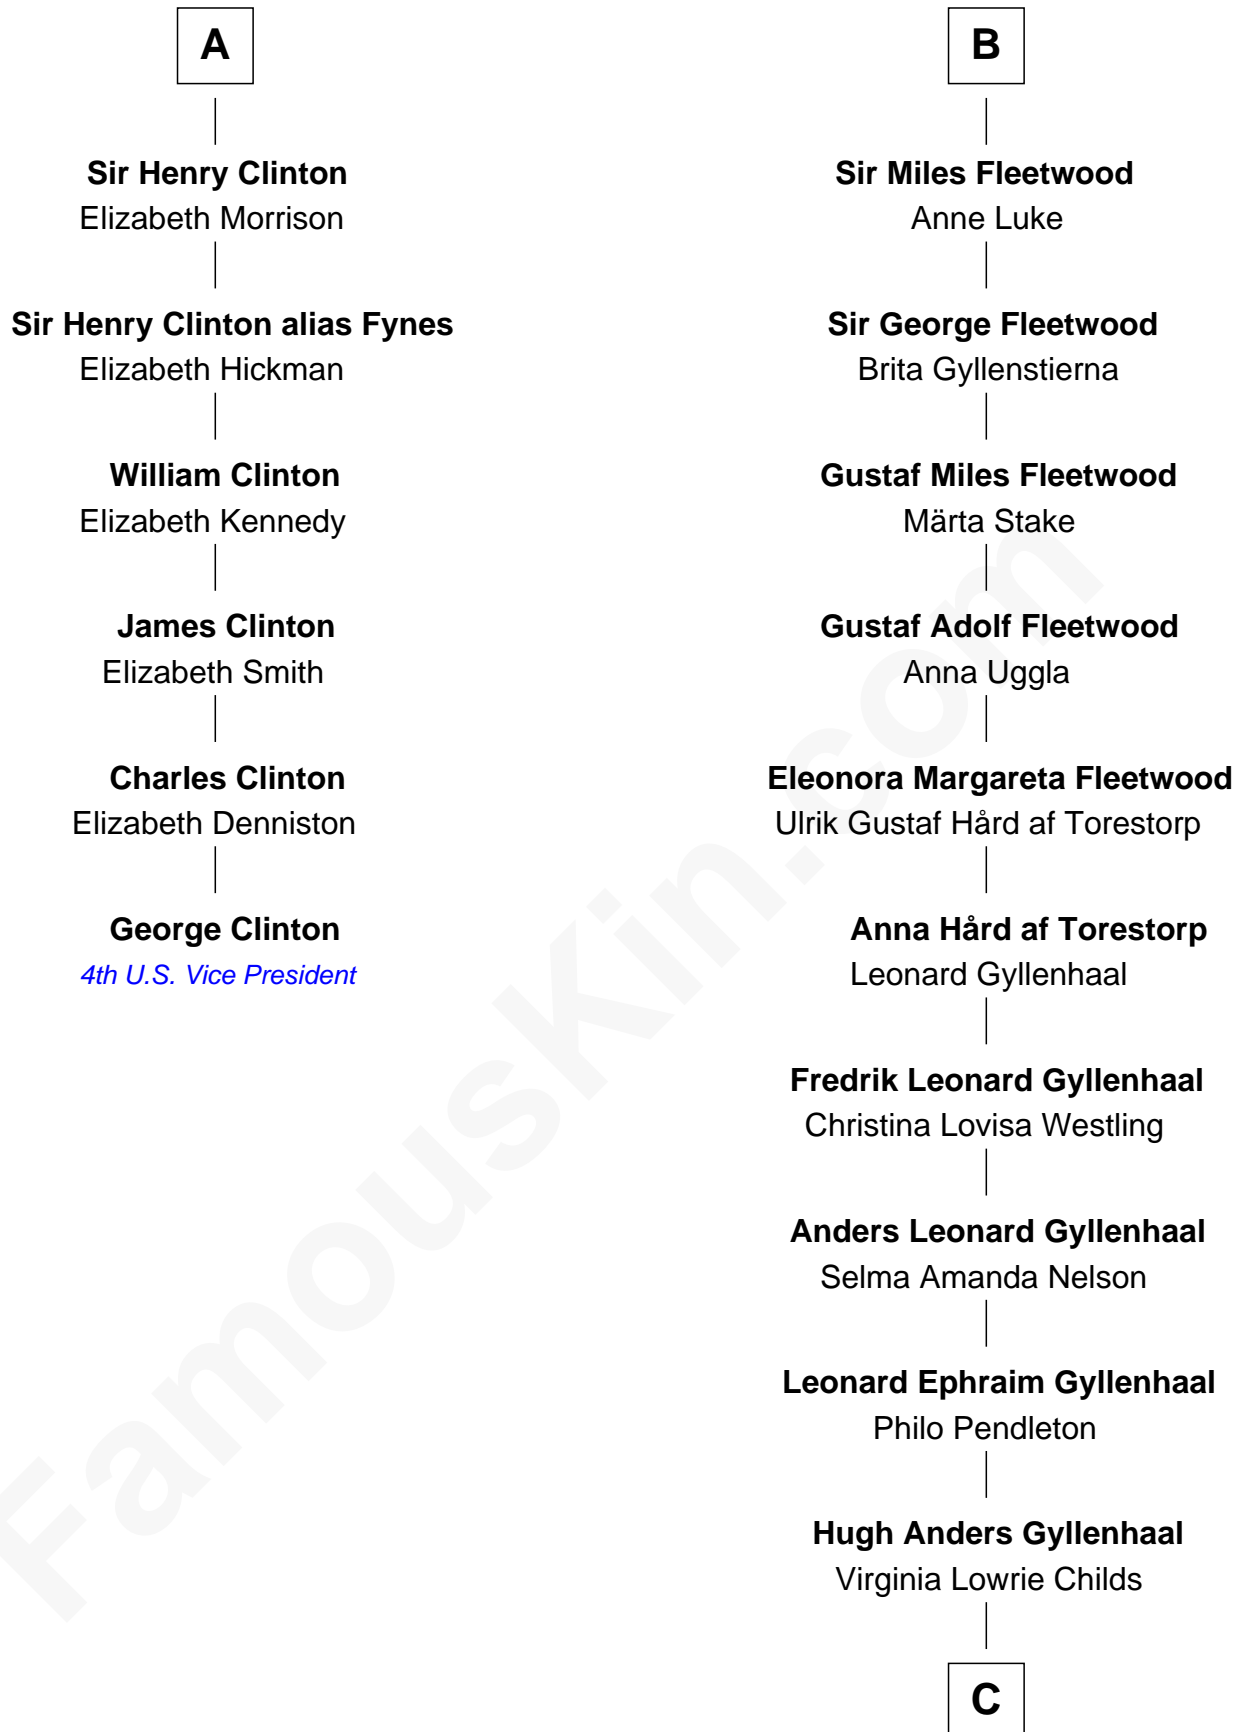 A
Sir Henry Clinton
Elizabeth Morrison
Sir Henry Clinton alias Fynes
Elizabeth Hickman
William Clinton
Elizabeth Kennedy
James Clinton
Elizabeth Smith
Charles Clinton
Elizabeth Denniston
George Clinton
4th U.S. Vice President
B
Sir Miles Fleetwood
Anne Luke
Sir George Fleetwood
Brita Gyllenstierna
Gustaf Miles Fleetwood
Märta Stake
Gustaf Adolf Fleetwood
Anna Uggla
Eleonora Margareta Fleetwood
Ulrik Gustaf Hård af Torestorp
Anna Hård af Torestorp
Leonard Gyllenhaal
Fredrik Leonard Gyllenhaal
Christina Lovisa Westling
Anders Leonard Gyllenhaal
Selma Amanda Nelson
Leonard Ephraim Gyllenhaal
Philo Pendleton
Hugh Anders Gyllenhaal
Virginia Lowrie Childs
C
FamousKin.com